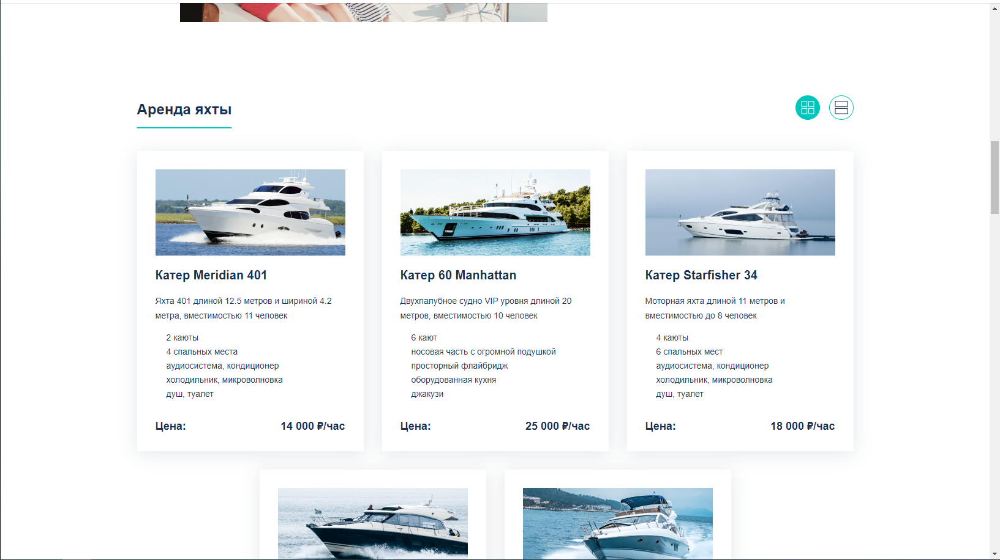 Аренда яхты
Катер Meridian 401
Яхта 401 длиной 12.5 метров и шириной 4.2
метра, вместимостью 11 человек
2 каюты
4 спальных места
аудиосистема, кондиционер
холодильник, микроволновка
душ, туалет
Цена: 14 000 ₽/час
Катер 60 Manhattan
Двухпалубное судно VIP уровня длиной 20
метров, вместимостью 10 человек
6 кают
носовая часть с огромной подушкой
просторный флайбридж
оборудованная кухня
джакузи
Цена: 25 000 ₽/час
Катер Starfisher 34
Моторная яхта длиной 11 метров и
вместимостью до 8 человек
4 каюты
6 спальных мест
аудиосистема, кондиционер
холодильник, микроволновка
душ, туалет
Цена: 18 000 ₽/час